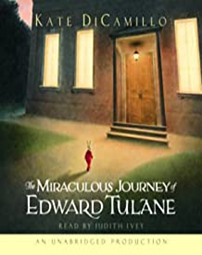 KATE DICAMILLO
The MIRACULOUS JOURNEY of
EDWARD TULANE
READ BY JUDITH IVEY
AN UNABRIDGED PRODUCTION